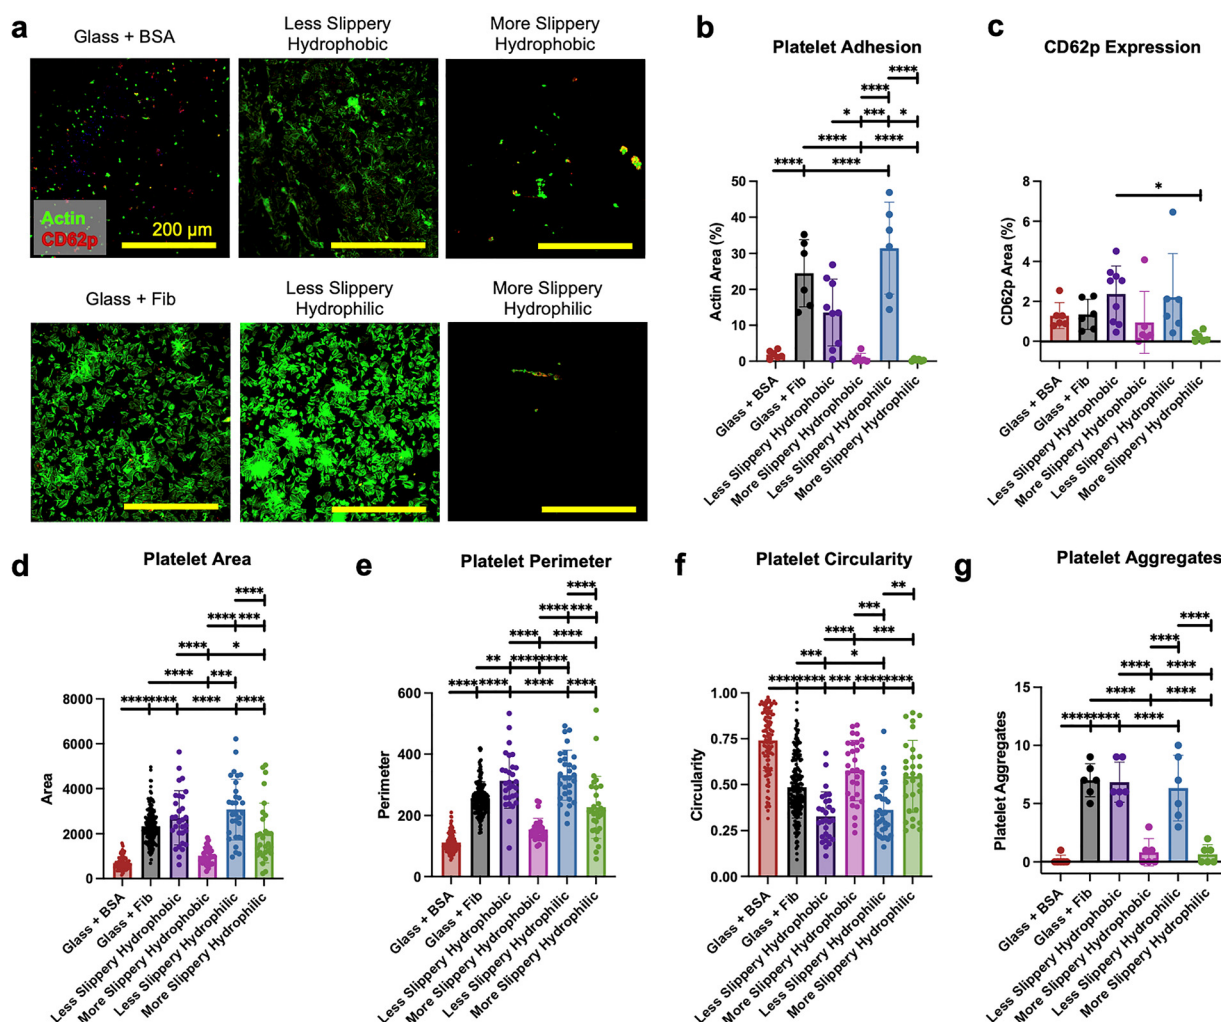 a
Glass + BSA
Less Slippery
Hydrophobic
More Slippery
Hydrophobic
Actin
CD62p
200 μm
Glass + Fib
Less Slippery
Hydrophilic
More Slippery
Hydrophilic
b
Platelet Adhesion
****
****
* *** *
**** ****
**** ****
50
40
30
20
10
0
Actin Area (%)
Glass + BSA
Glass + Fib
Less Slippery Hydrophobic
More Slippery Hydrophobic
Less Slippery Hydrophilic
More Slippery Hydrophilic
c
CD62p Expression
*
8
6
4
2
0
CD62p Area (%)
Glass + BSA
Glass + Fib
Less Slippery Hydrophobic
More Slippery Hydrophobic
Less Slippery Hydrophilic
More Slippery Hydrophilic
d
Platelet Area
****
**** ***
**** *
**** ***
**** **** **** ****
8000
6000
4000
2000
0
Area
Glass + BSA
Glass + Fib
Less Slippery Hydrophobic
More Slippery Hydrophobic
Less Slippery Hydrophilic
More Slippery Hydrophilic
e
Platelet Perimeter
****
**** ***
**** ****
** **** ****
**** **** **** ****
600
400
200
0
Perimeter
Glass + BSA
Glass + Fib
Less Slippery Hydrophobic
More Slippery Hydrophobic
Less Slippery Hydrophilic
More Slippery Hydrophilic
f
Platelet Circularity
**
***
**** ***
*** *
**** **** *** **** ****
1.00
0.75
0.50
0.25
0.00
Circularity
Glass + BSA
Glass + Fib
Less Slippery Hydrophobic
More Slippery Hydrophobic
Less Slippery Hydrophilic
More Slippery Hydrophilic
g
Platelet Aggregates
****
****
**** ****
**** ****
**** **** ****
15
10
5
0
Platelet Aggregates
Glass + BSA
Glass + Fib
Less Slippery Hydrophobic
More Slippery Hydrophobic
Less Slippery Hydrophilic
More Slippery Hydrophilic